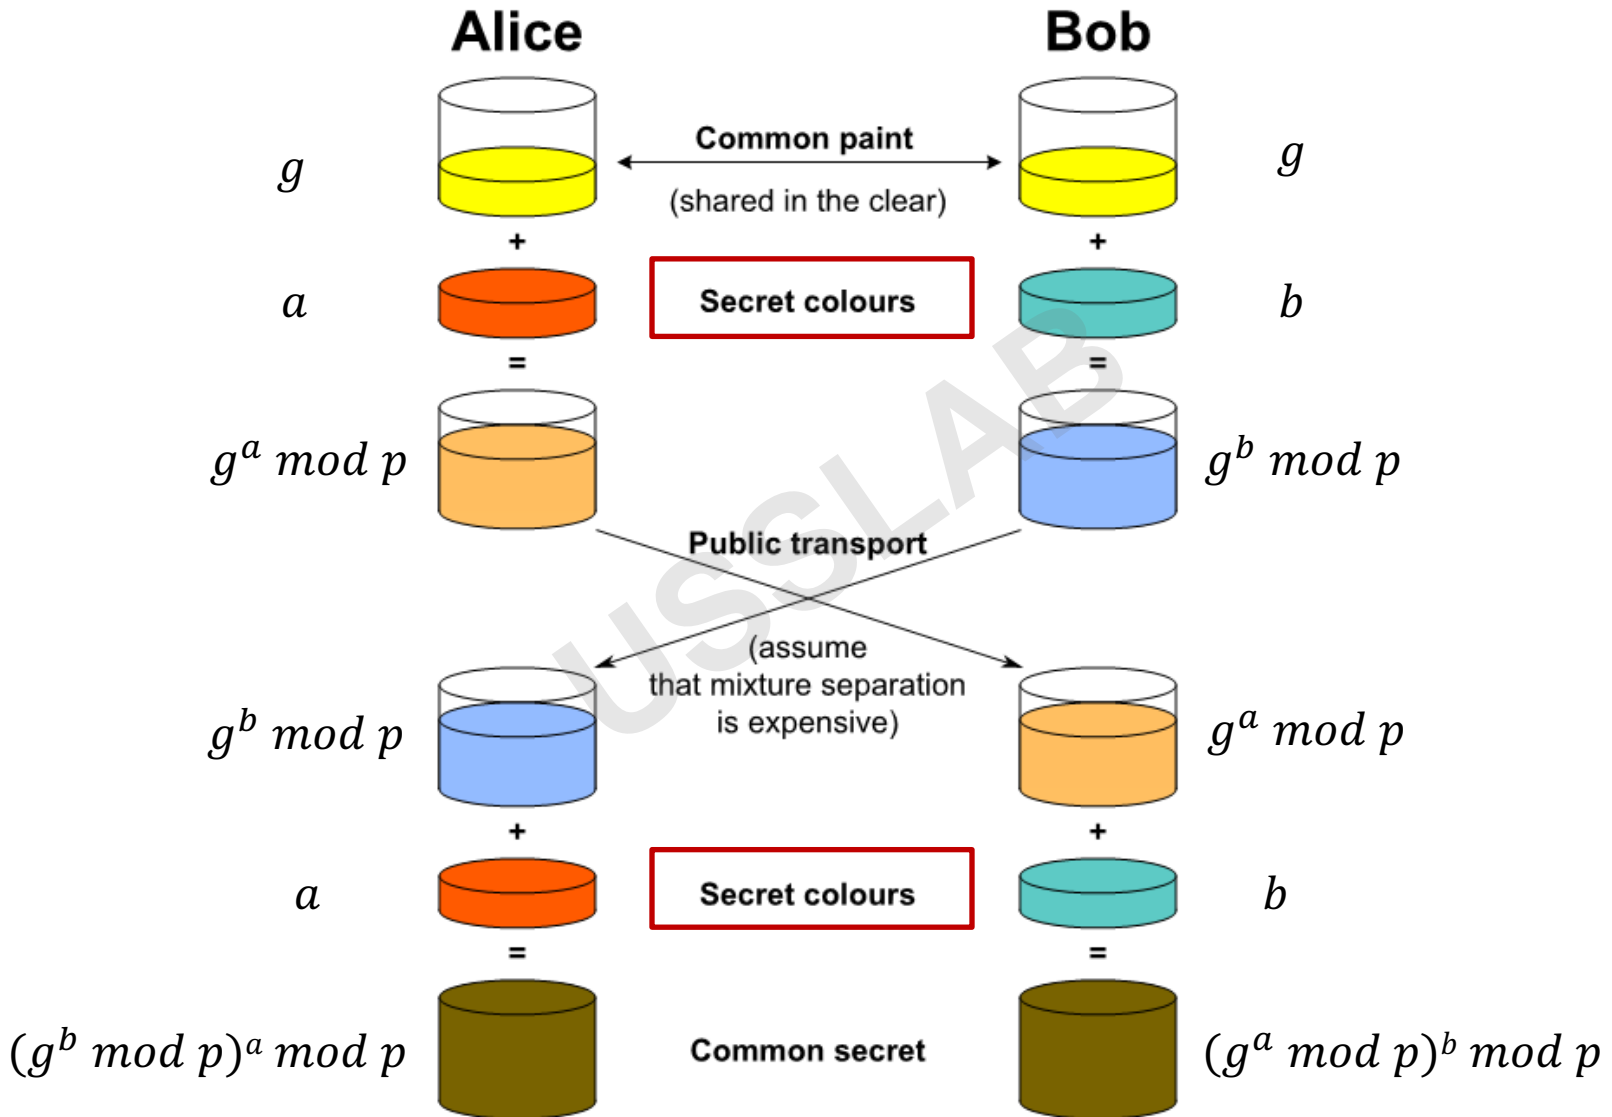 Alice Bob
g Common paint g
(shared in the clear)
+ +
a Secret colours b
= =
g^a mod p g^b mod p
Public transport
(assume
that mixture separation
is expensive)
g^b mod p g^a mod p
+ +
a Secret colours b
= =
(g^b mod p)^a mod p Common secret (g^a mod p)^b mod p
USSLAB